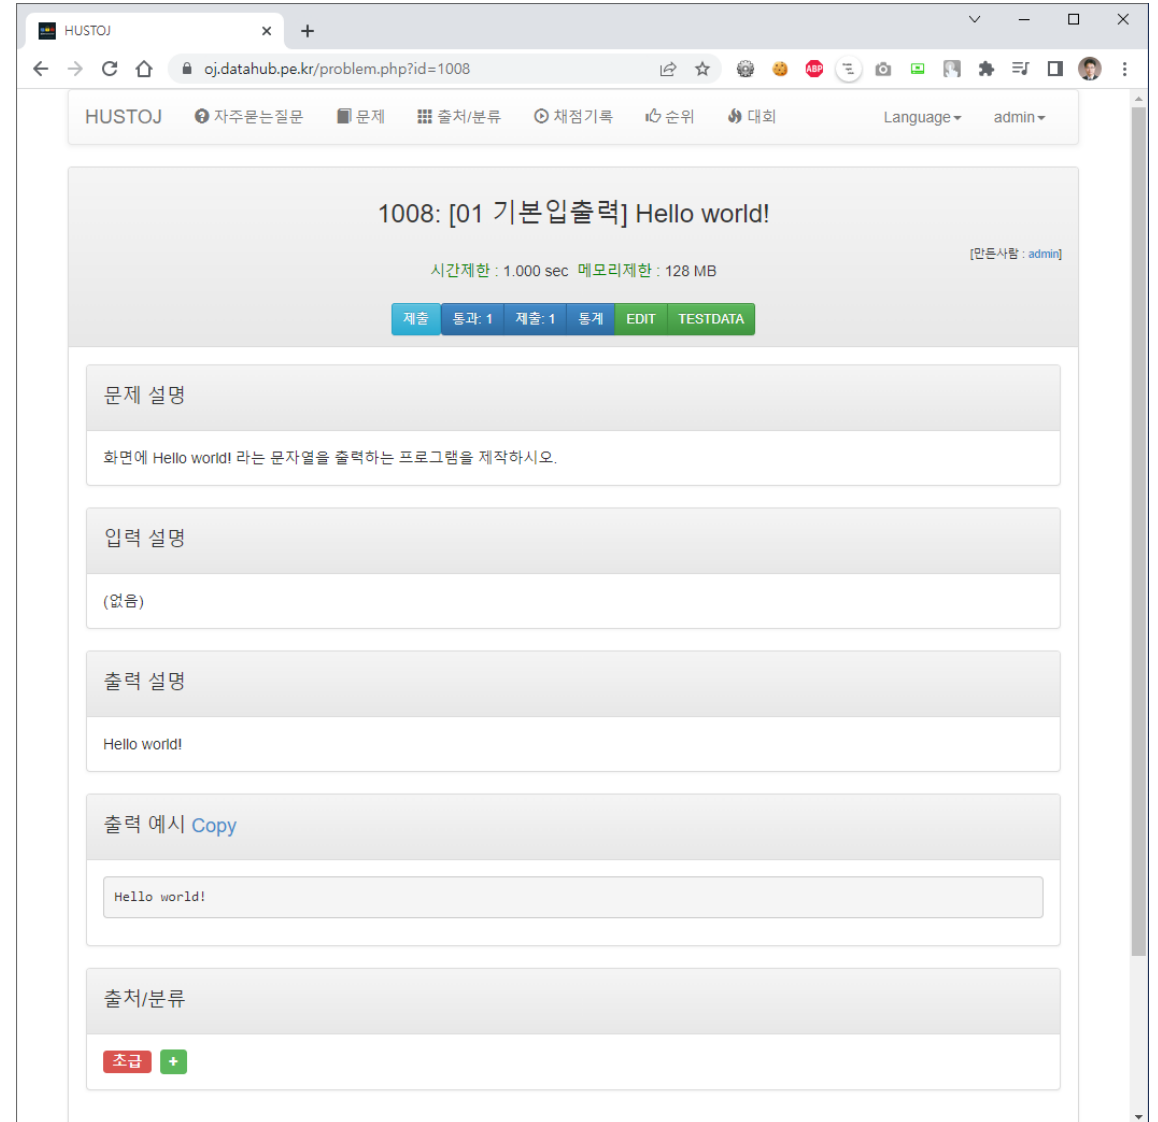 HUSTOJ
oj.datahub.pe.kr/problem.php?id=1008
ABP
HUSTOJ 자주묻는질문 문제 출처/분류 채점기록 순위 대회 Language admin
1008: [01 기본입출력] Hello world!
[만든사람 : admin]
시간제한 : 1.000 sec 메모리제한 : 128 MB
제출 통과: 1 제출: 1 통계 EDIT TESTDATA
문제 설명
화면에 Hello world! 라는 문자열을 출력하는 프로그램을 제작하시오.
입력 설명
(없음)
출력 설명
Hello world!
출력 예시 Copy
Hello world!
출처/분류
초급 +